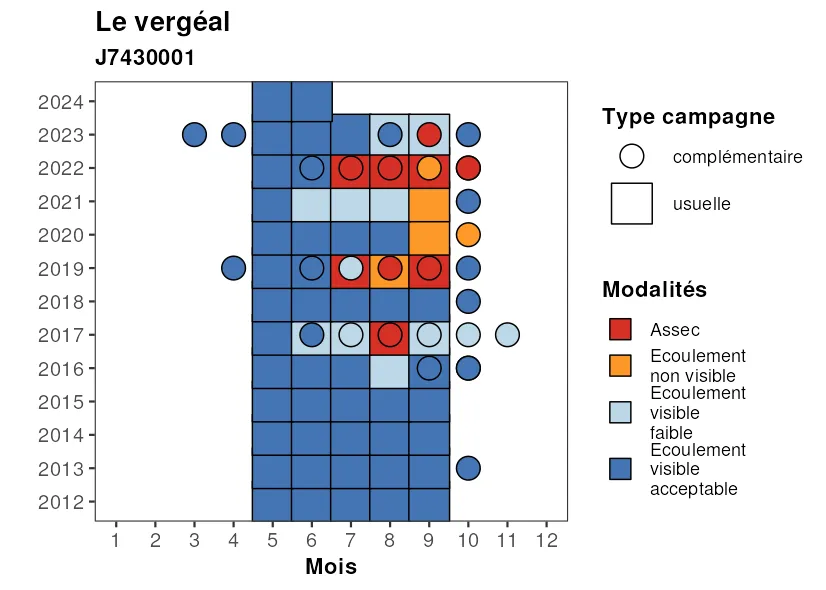 Le vergéal
J7430001
2024
2023
2022
2021
2020
2019
2018
2017
2016
2015
2014
2013
2012
1 2 3 4 5 6 7 8 9 10 11 12
Mois
Type campagne
complémentaire
usuelle
Modalités
Assec
Ecoulement
non visible
Ecoulement
visible
faible
Ecoulement
visible
acceptable